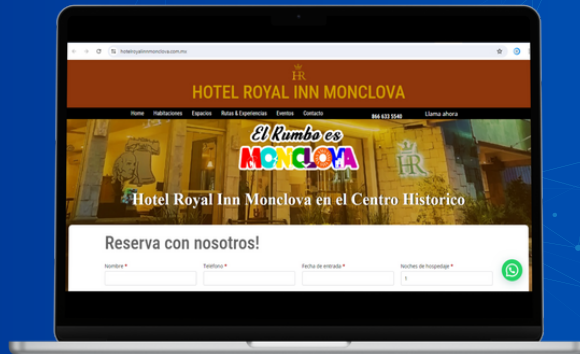 hotelroyalinnmonclova.com.mx
HR
HOTEL ROYAL INN MONCLOVA
Home Habitaciones Espacios Rutas & Experiencias Eventos Contacto 866 633 5540 Llama ahora
El Rumbo es
MONCLOVA
HR
Hotel Royal Inn Monclova en el Centro Historico
Reserva con nosotros!
Nombre * Teléfono * Fecha de entrada * Noches de hospedaje *
1